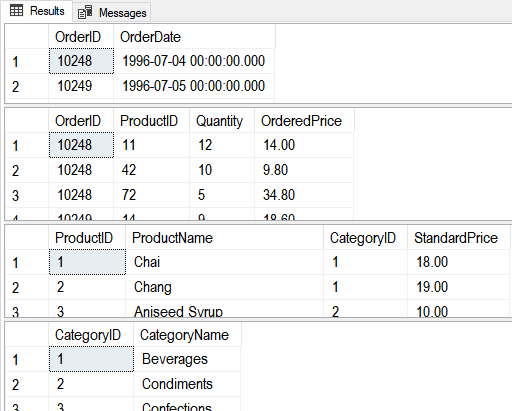 Results Messages
OrderID OrderDate
1 10248 1996-07-04 00:00:00.000
2 10249 1996-07-05 00:00:00.000
OrderID ProductID Quantity OrderedPrice
1 10248 11 12 14.00
2 10248 42 10 9.80
3 10248 72 5 34.80
4 10249 14 9 18.60
ProductID ProductName CategoryID StandardPrice
1 1 Chai 1 18.00
2 2 Chang 1 19.00
3 3 Aniseed Syrup 2 10.00
CategoryID CategoryName
1 1 Beverages
2 2 Condiments
3 3 Confections